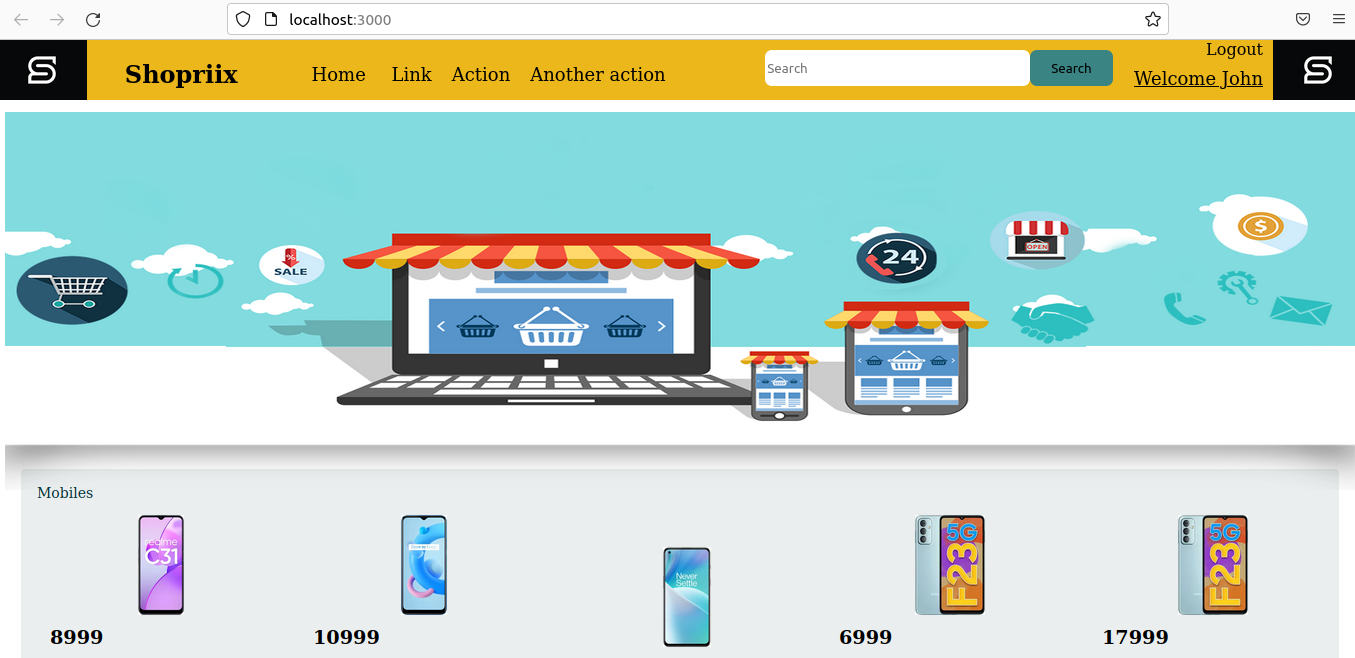 localhost:3000
Logout
Shopriix Home Link Action Another action Search Search Welcome John
%
SALE
24
OPEN
$
Mobiles
realme
C31
5G
F23
5G
F23
Never
Settle
8999 10999 6999 17999